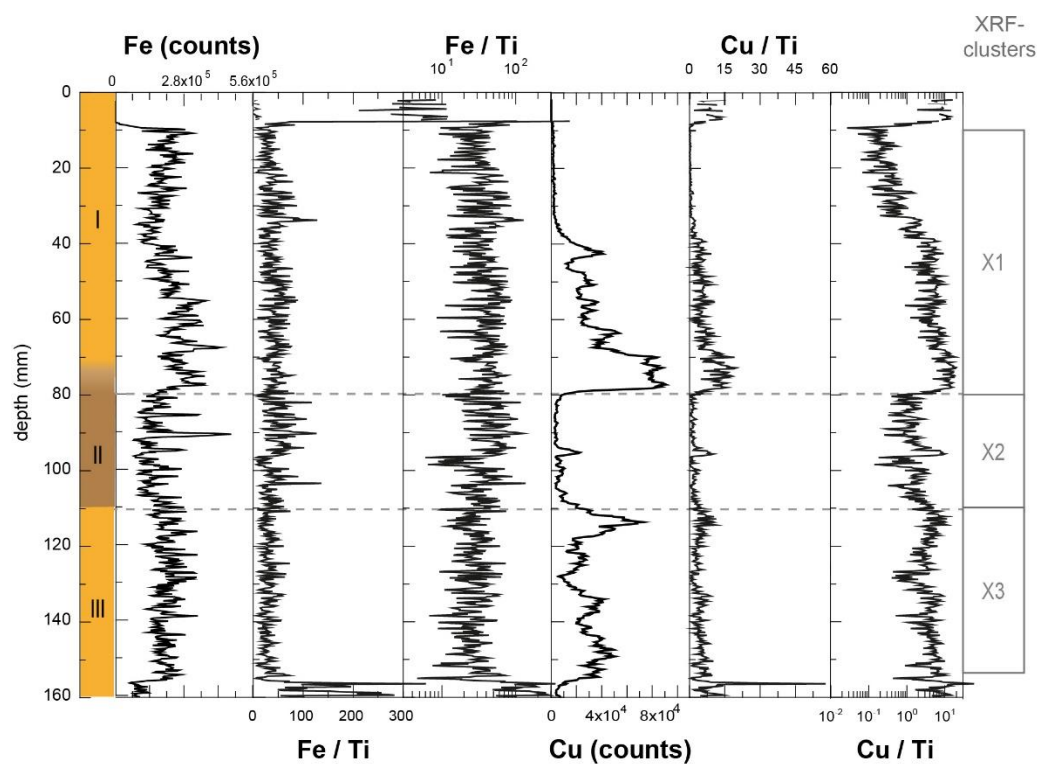 XRF-
clusters
Fe (counts)
Fe / Ti
Cu / Ti
0 2.8x10⁵ 5.6x10⁵
10¹ 10²
0 15 30 45 60
0
20
40
60
80
100
120
140
160
depth (mm)
I
II
III
X1
X2
X3
0 100 200 300
0 4x10⁴ 8x10⁴
10⁻² 10⁻¹ 10⁰ 10¹
Fe / Ti
Cu (counts)
Cu / Ti